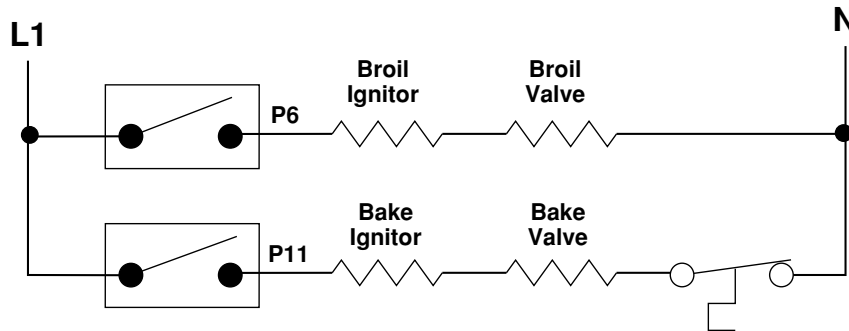 L1
N
Broil
Ignitor
Broil
Valve
P6
Bake
Ignitor
Bake
Valve
P11